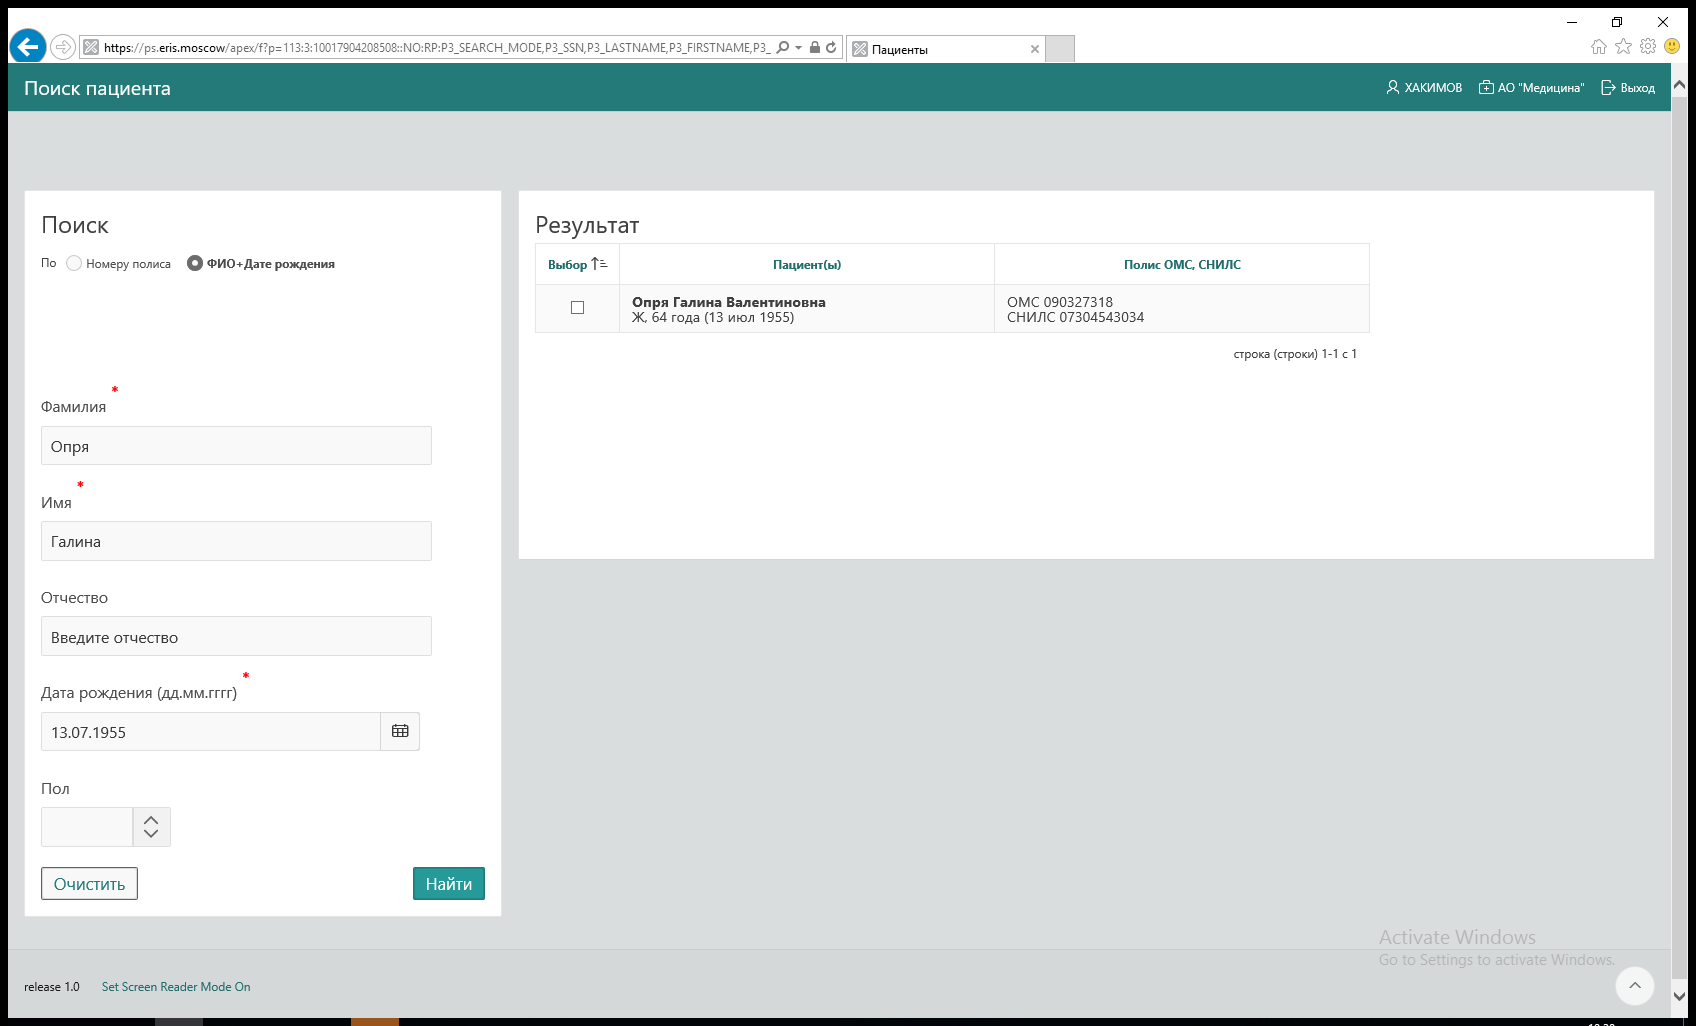 https://ps.eris.moscow/apex/f?p=113:3:10017904208508::NO:RP:P3_SEARCH_MODE,P3_SSN,P3_LASTNAME,P3_FIRSTNAME,P3_
Пациенты
Поиск пациента
ХАКИМОВ
АО "Медицина"
Выход
Поиск
По
Номеру полиса
ФИО+Дате рождения
Фамилия *
Опря
Имя *
Галина
Отчество
Введите отчество
Дата рождения (дд.мм.гггг) *
13.07.1955
Пол
Очистить
Найти
Результат
Выбор
Пациент(ы)
Полис ОМС, СНИЛС
Опря Галина Валентиновна
Ж, 64 года (13 июл 1955)
ОМС 090327318
СНИЛС 07304543034
строка (строки) 1-1 с 1
Activate Windows
Go to Settings to activate Windows.
release 1.0
Set Screen Reader Mode On